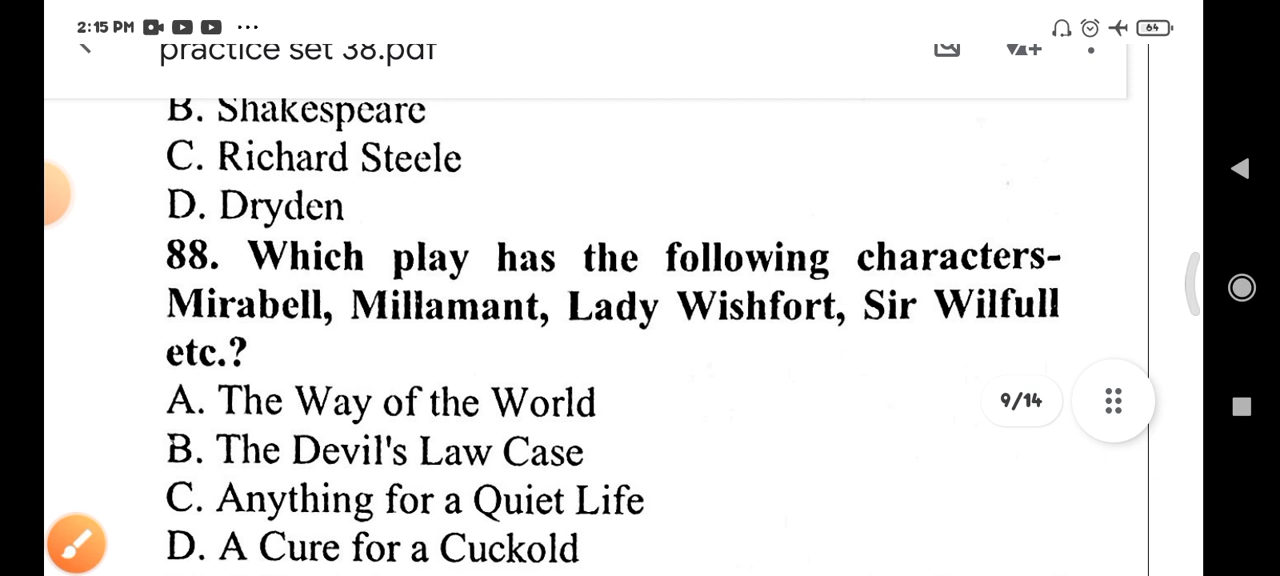 2:15 PM
64
practice set 38.pdf
B. Shakespeare
C. Richard Steele
D. Dryden
88. Which play has the following characters-
Mirabell, Millamant, Lady Wishfort, Sir Wilfull
etc.?
A. The Way of the World
9/14
B. The Devil's Law Case
C. Anything for a Quiet Life
D. A Cure for a Cuckold